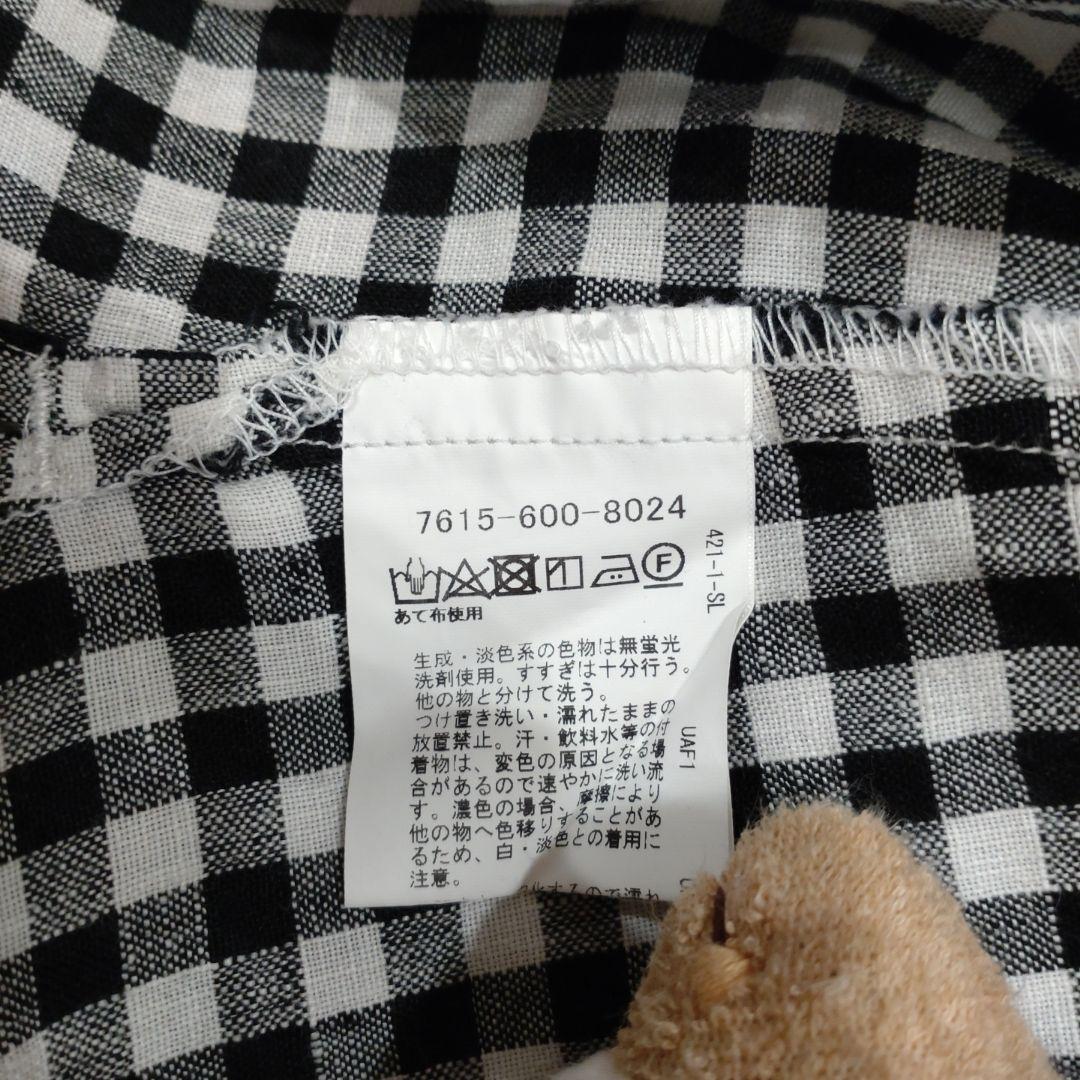 7615-600-8024
421-1-SL
F
あて布使用
生成・淡色系の色物は無蛍光
洗剤使用。すすぎは十分行う。
他の物と分けて洗う。
つけ置き洗い・濡れたままの
放置禁止。汗・飲料水等の付
着物は、変色の原因となる場
合があるので速やかに洗い流
す。濃色の場合、摩擦により
他の物へ色移りすることがあ
るため、白・淡色との着用に
注意。
するので濡れ
UAF1